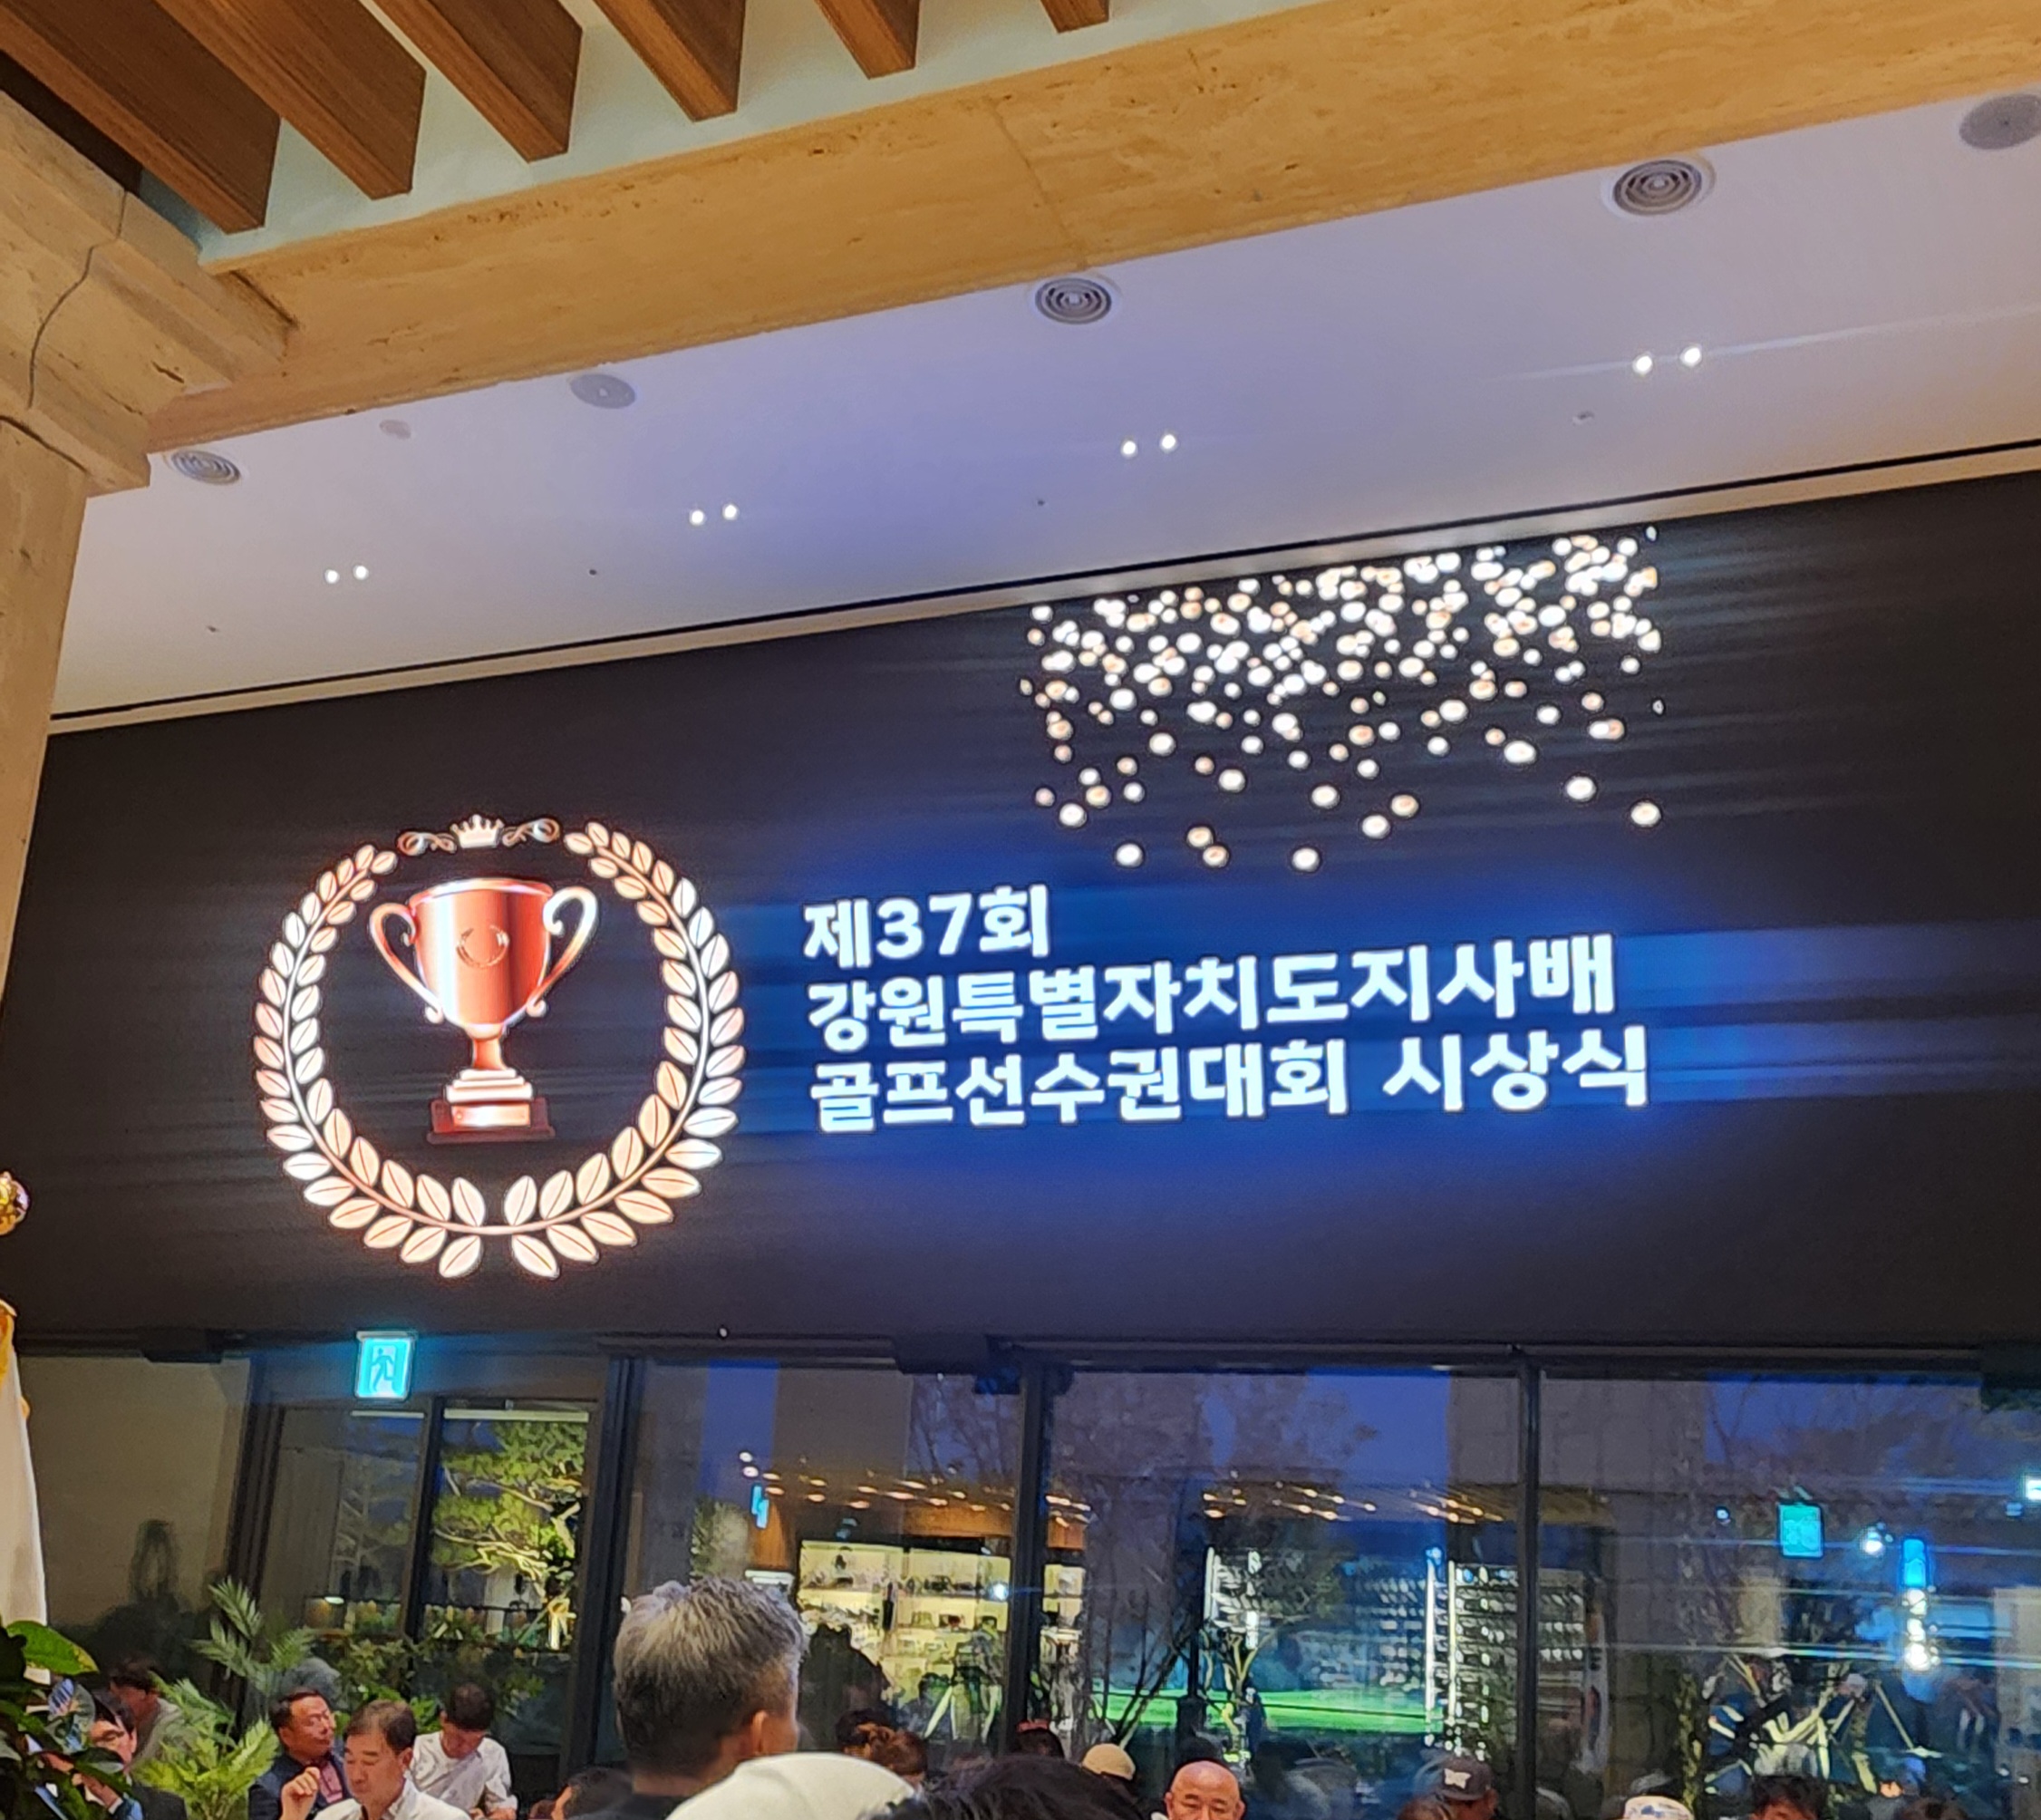 제37회
강원특별자치도지사배
골프선수권대회 시상식